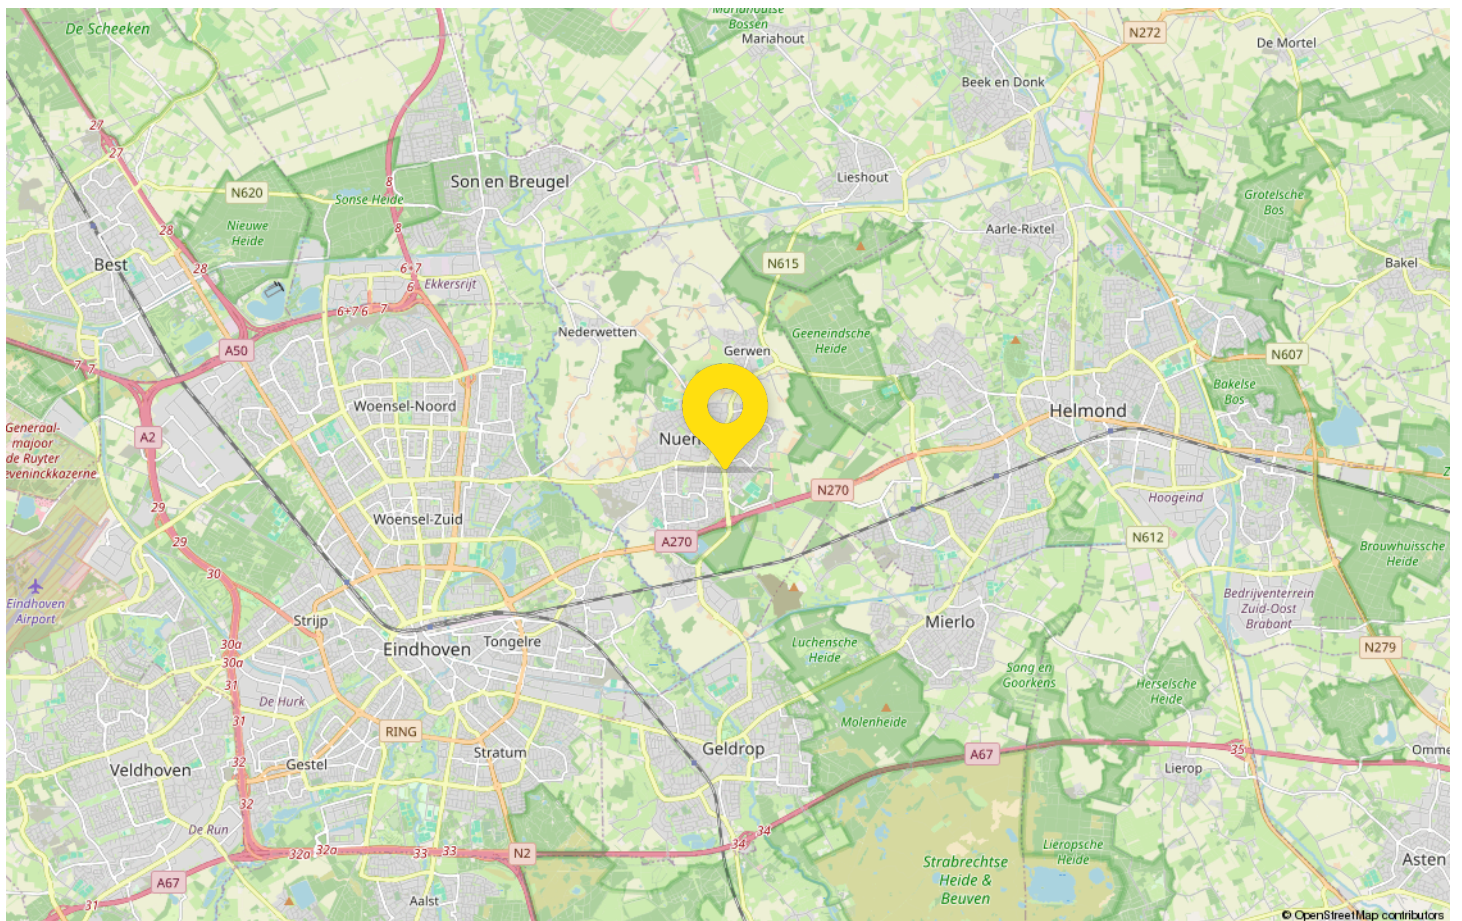 De Scheeken
Mariahoutse
Bossen
Mariahout
N272
De Mortel
Beek en Donk
27
27
8
Son en Breugel
Lieshout
N620
Sonse Heide
Grotelsche
Bos
Nieuwe
Heide
28
8
Aarle-Rixtel
Best
28
6+7
N615
Bakel
6
Ekkersrijt
6+7
6
7
Nederwetten
Geeneindsche
Heide
A50
Gerwen
N607
7
7
Bakelse
Bos
Woensel-Noord
Helmond
Generaal-
majoor
de Ruyter
A2
Nuen
N270
Hoogeind
29
Woensel-Zuid
A270
N612
29
Brouwhuissche
Heide
30
Eindhoven
Airport
Bedrijventerrein
Zuid-Oost
Brabant
Strijp
Mierlo
30a
Tongelre
Luchensche
Heide
Eindhoven
N279
30a
Sang en
Goorkens
31
Herselsche
Heide
De Hurk
31
Molenheide
RING
Geldrop
Stratum
A67
35
Omme
32
Gestel
Veldhoven
Lierop
32
De Run
34
34
Lieropsche
Heide
32a
32a
33
33
N2
Strabrechtse
Heide &
Beuven
Asten
A67
31
Aalst
© OpenStreetMap contributors